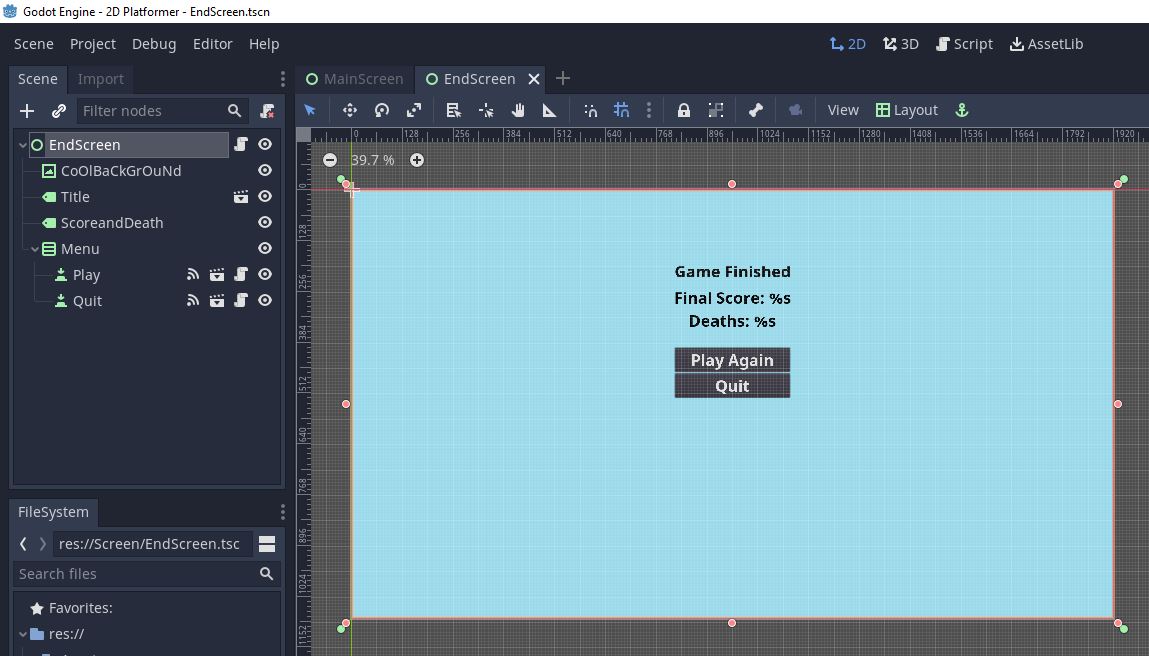 Godot Engine - 2D Platformer - EndScreen.tscn
Scene Project Debug Editor Help
2D 3D Script AssetLib
Scene Import
MainScreen EndScreen
Filter nodes
View Layout
EndScreen
CoOlBaCkGrOuNd
Title
ScoreandDeath
Menu
Play
Quit
0 128 256 384 512 640 768 896 1024 1152 1280 1408 1536 1664 1792 1920
39.7 %
0
128
256
384
512
640
768
896
1024
1152
Game Finished
Final Score: %s
Deaths: %s
Play Again
Quit
FileSystem
res://Screen/EndScreen.tsc
Search files
Favorites:
res://